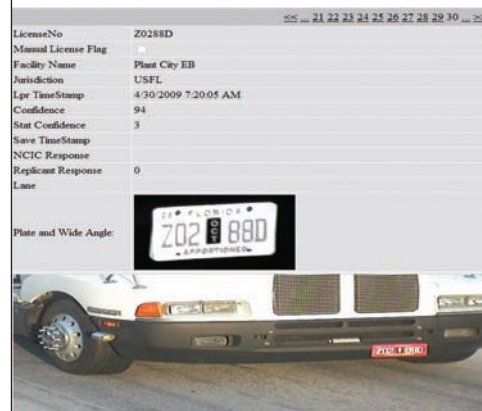 << ... 21 22 23 24 25 26 27 28 29 30 ...
LicenseNo Z0288D
Manual License Flag
Facility Name Plant City EB
Jurisdiction USFL
Lpr TimeStamp 4/30/2009 7:20:05 AM
Confidence 94
Stat Confidence 3
Save TimeStamp
NCIC Response
Replicant Response 0
Lane
Plate and Wide Angle:
FLORIDA
Z02 OCT 88D
APPORTIONED